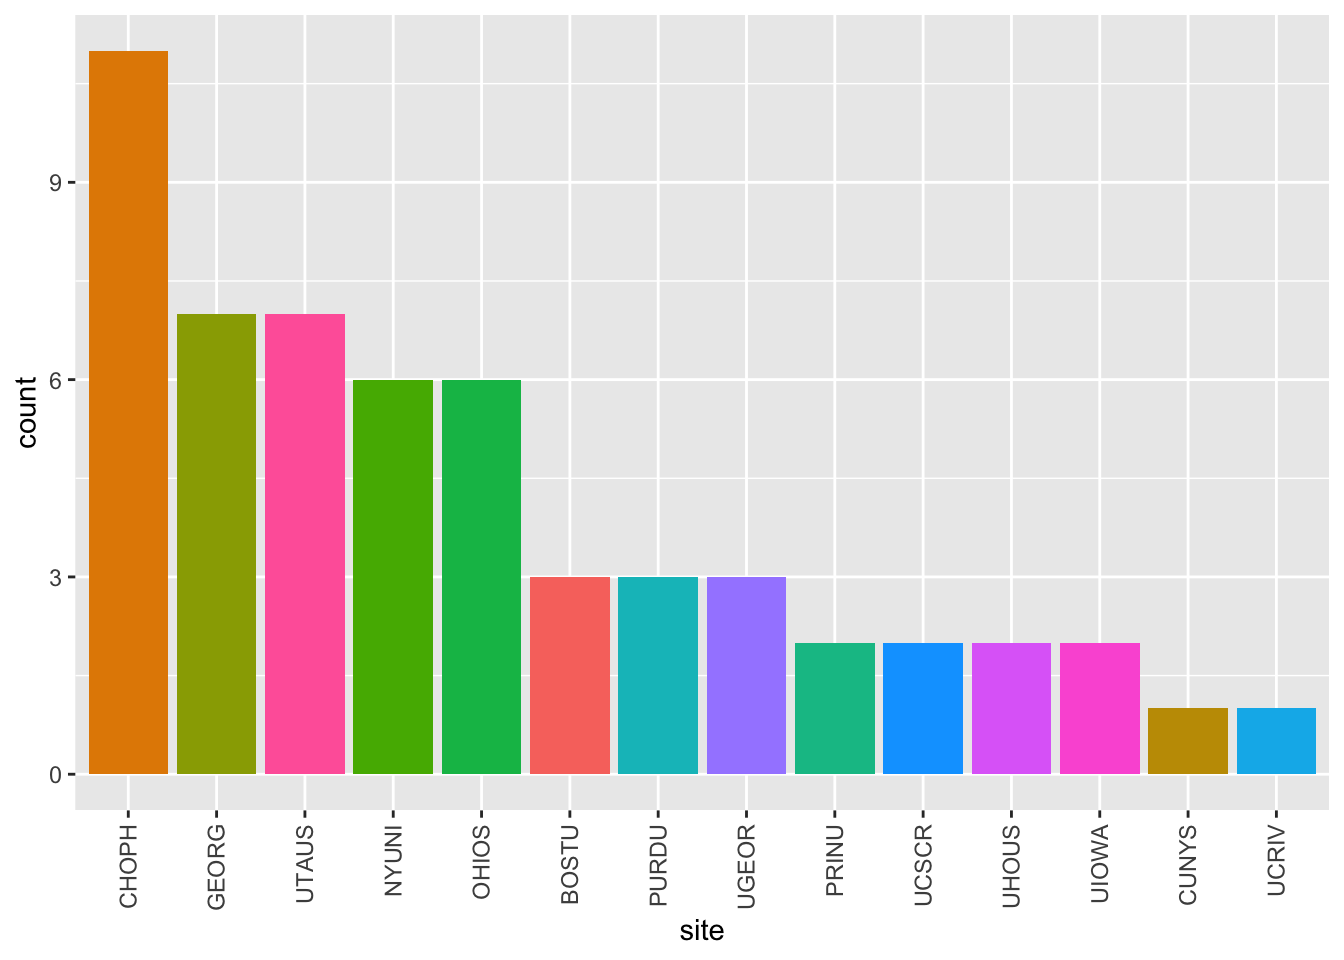 count
9
6
3
0
CHOPH
GEORG
UTAUS
NYUNI
OHIOS
BOSTU
PURDU
UGEOR
PRINU
UCSCR
UHOUS
UIOWA
CUNYS
UCRIV
site